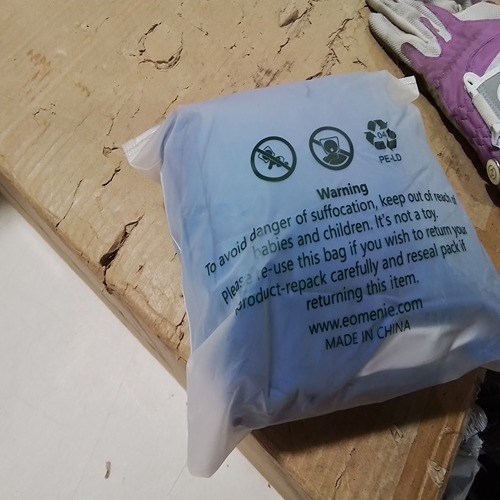 04
PE-LD
Warning
To avoid danger of suffocation, keep out of reach of
babies and children. It's not a toy.
Please re-use this bag if you wish to return your
product-repack carefully and reseal pack if
returning this item.
www.eomenie.com
MADE IN CHINA